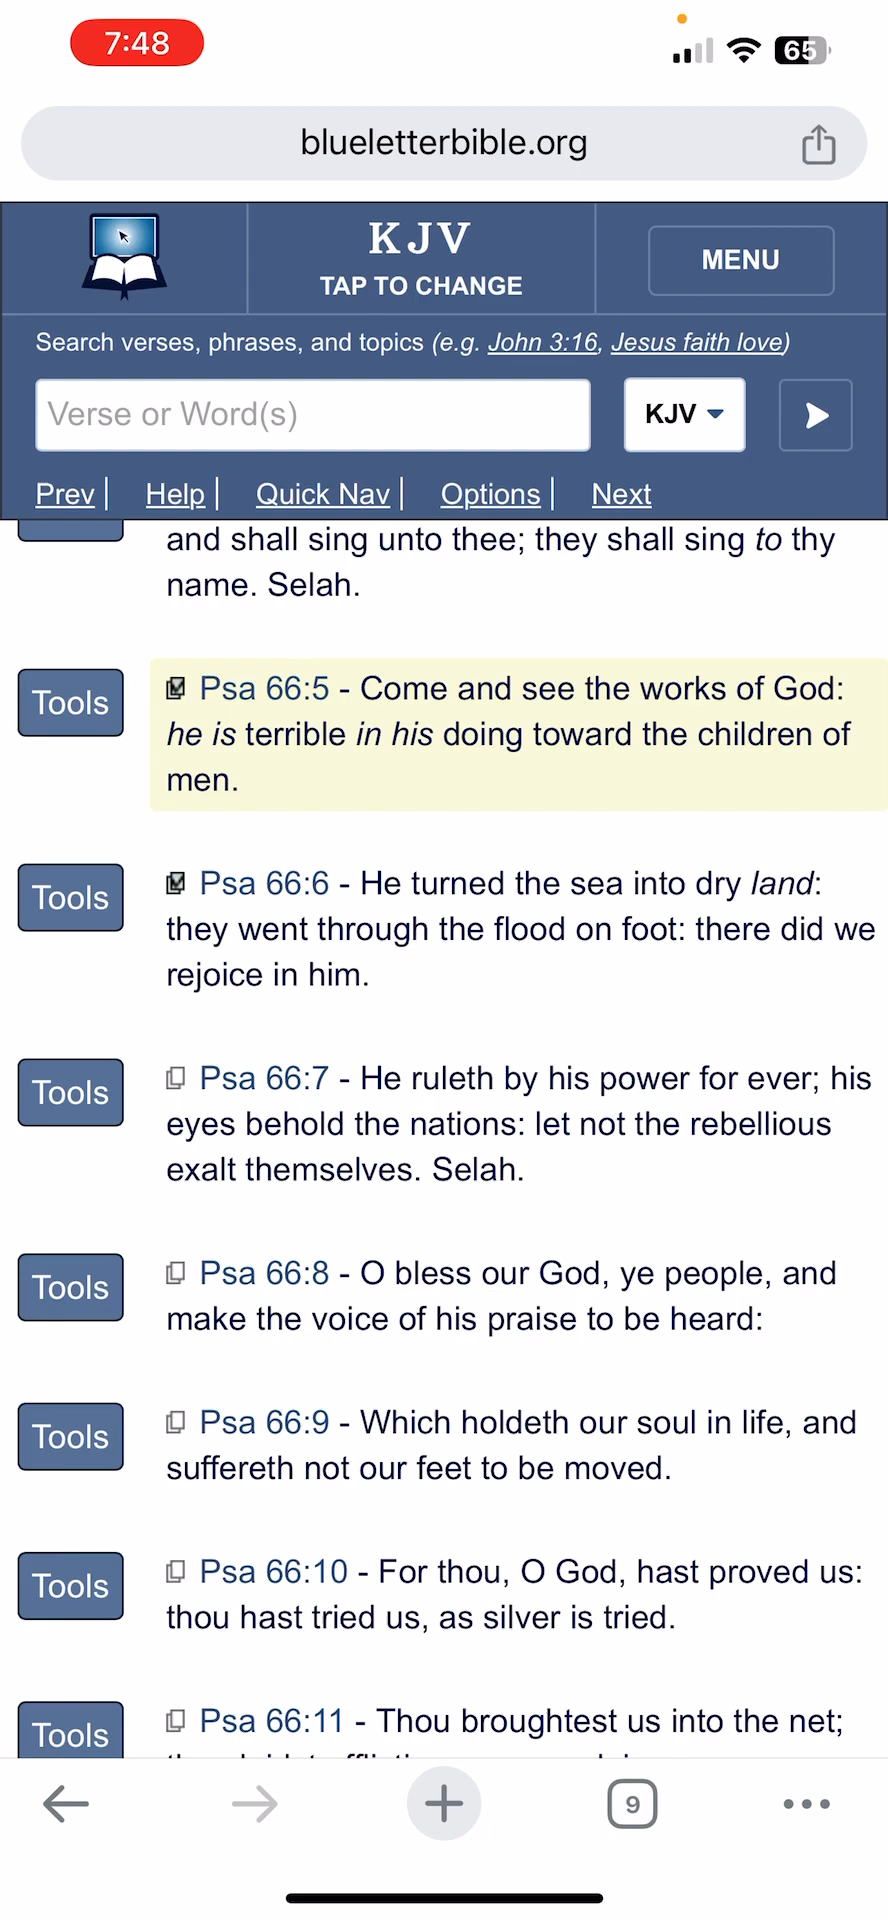 7:48
65
blueletterbible.org
KJV
TAP TO CHANGE
MENU
Search verses, phrases, and topics (e.g. John 3:16, Jesus faith love)
Verse or Word(s)
KJV
Prev | Help | Quick Nav | Options | Next
and shall sing unto thee; they shall sing to thy
name. Selah.
Tools
Psa 66:5 - Come and see the works of God:
he is terrible in his doing toward the children of
men.
Tools
Psa 66:6 - He turned the sea into dry land:
they went through the flood on foot: there did we
rejoice in him.
Tools
Psa 66:7 - He ruleth by his power for ever; his
eyes behold the nations: let not the rebellious
exalt themselves. Selah.
Tools
Psa 66:8 - O bless our God, ye people, and
make the voice of his praise to be heard:
Tools
Psa 66:9 - Which holdeth our soul in life, and
suffereth not our feet to be moved.
Tools
Psa 66:10 - For thou, O God, hast proved us:
thou hast tried us, as silver is tried.
Tools
Psa 66:11 - Thou broughtest us into the net;
9